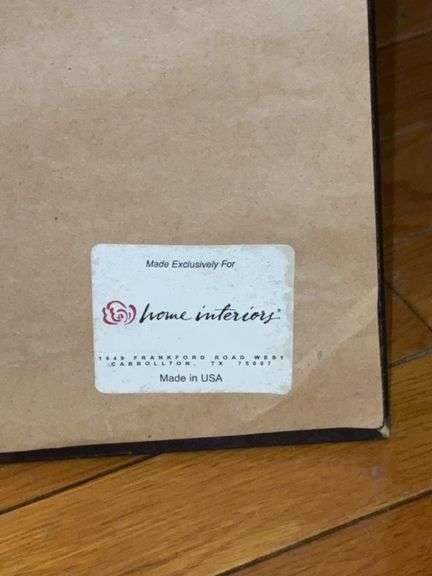 Made Exclusively For
home interiors®
1649 FRANKFORD ROAD WEST
CARROLLTON, TX 75007
Made in USA